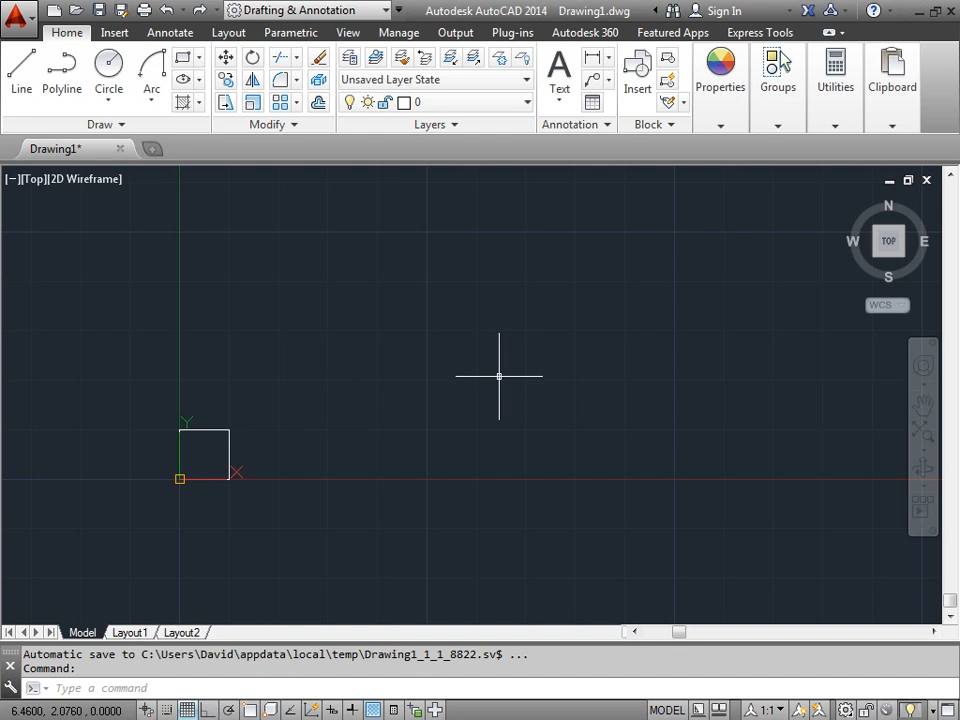 Drafting & Annotation
Autodesk AutoCAD 2014 Drawing1.dwg
Sign In
Home Insert Annotate Layout Parametric View Manage Output Plug-ins Autodesk 360 Featured Apps Express Tools
Unsaved Layer State
0
Line Polyline Circle Arc Text Insert Properties Groups Utilities Clipboard
Draw Modify Layers Annotation Block
Drawing1*
[−][Top][2D Wireframe]
N
W TOP E
S
WCS
Y
X
Model Layout1 Layout2
Automatic save to C:\Users\David\appdata\local\temp\Drawing1_1_1_8822.sv$ ...
Command:
Type a command
6.4600, 2.0760, 0.0000
MODEL
1:1